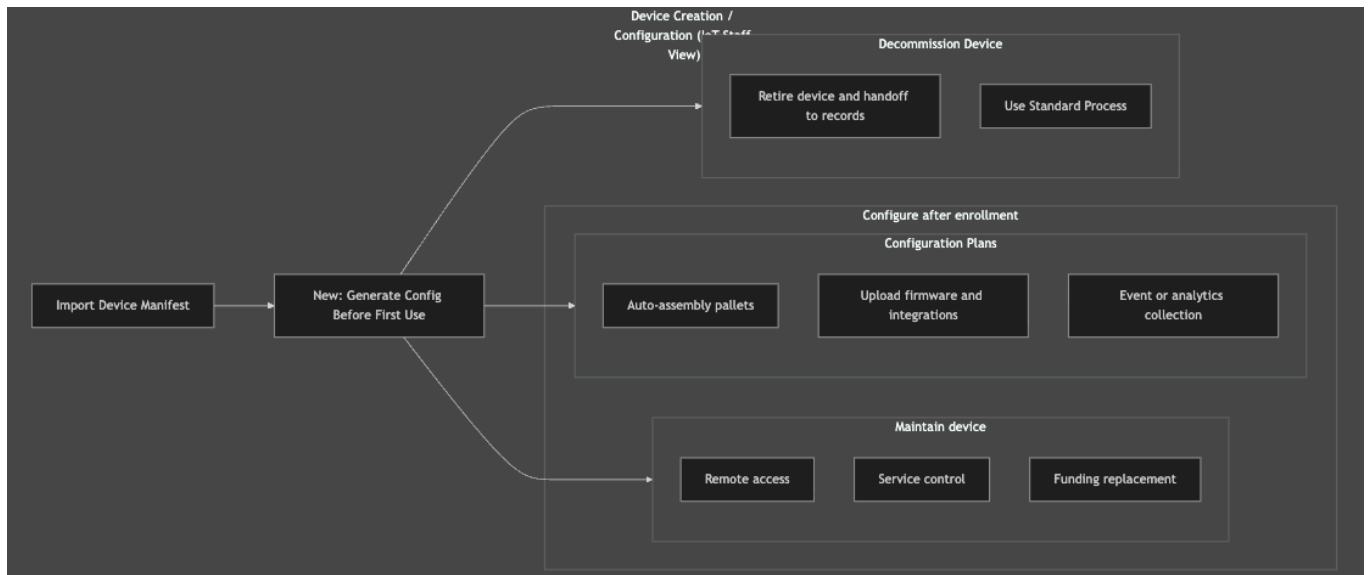 Device Creation /
Configuration (IoT Staff
View)
Decommission Device
Retire device and handoff
to records
Use Standard Process
Import Device Manifest
New: Generate Config
Before First Use
Configure after enrollment
Configuration Plans
Auto-assembly pallets
Upload firmware and
integrations
Event or analytics
collection
Maintain device
Remote access
Service control
Funding replacement